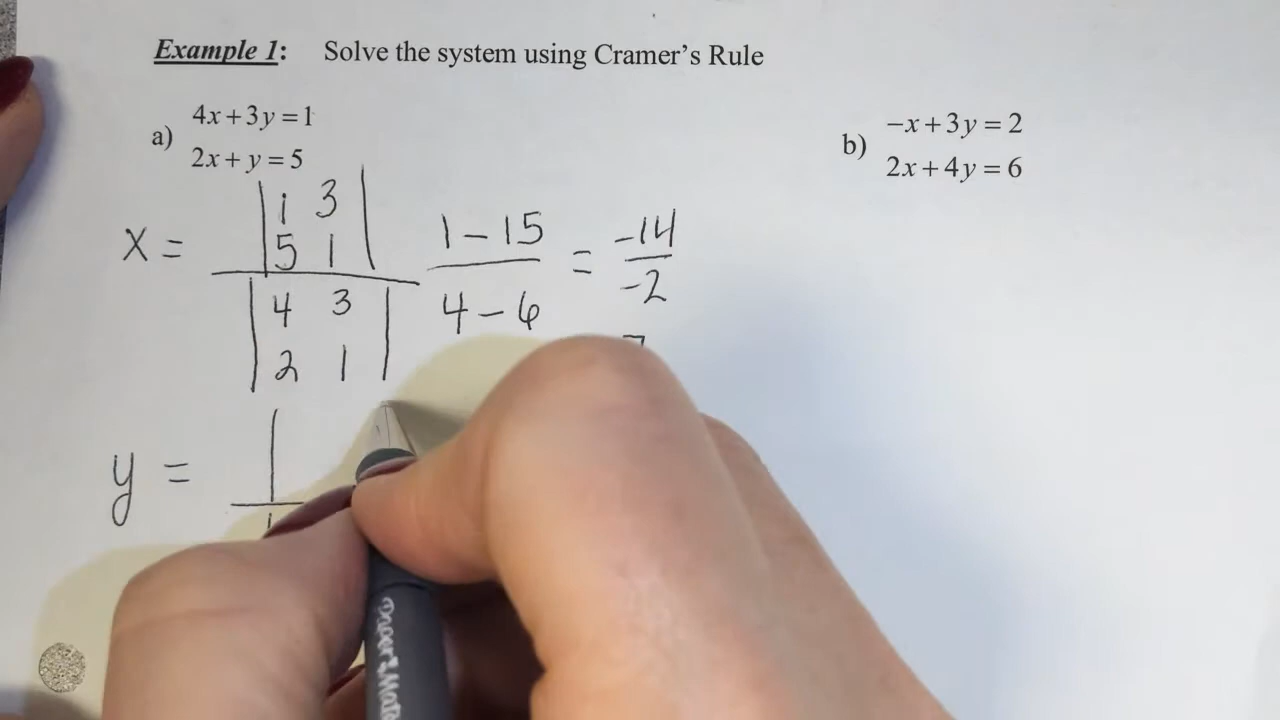 Example 1: Solve the system using Cramer's Rule
a) 4x+3y=1
2x+y=5
b) -x+3y=2
2x+4y=6
x = |1 3|
|5 1|
|4 3|
|2 1|
1-15
4-6
= -14
-2
7
y =